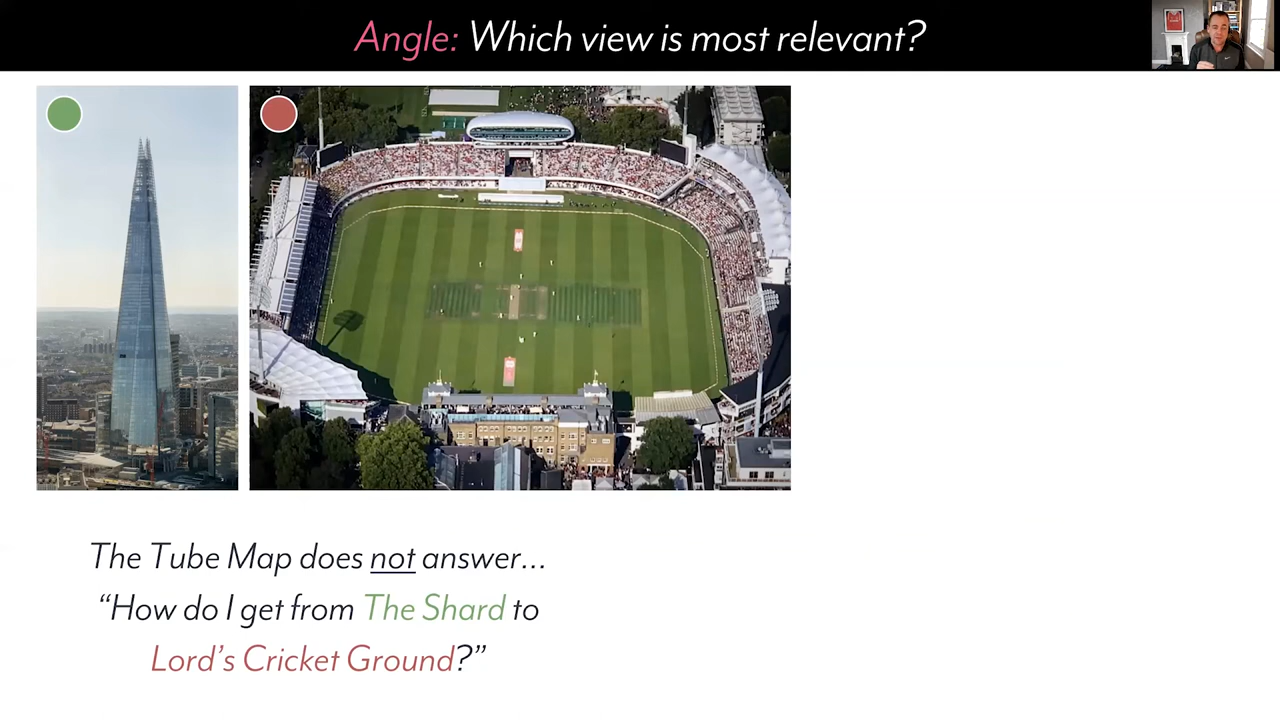 Angle: Which view is most relevant?
The Tube Map does not answer...
“How do I get from The Shard to
Lord’s Cricket Ground?”